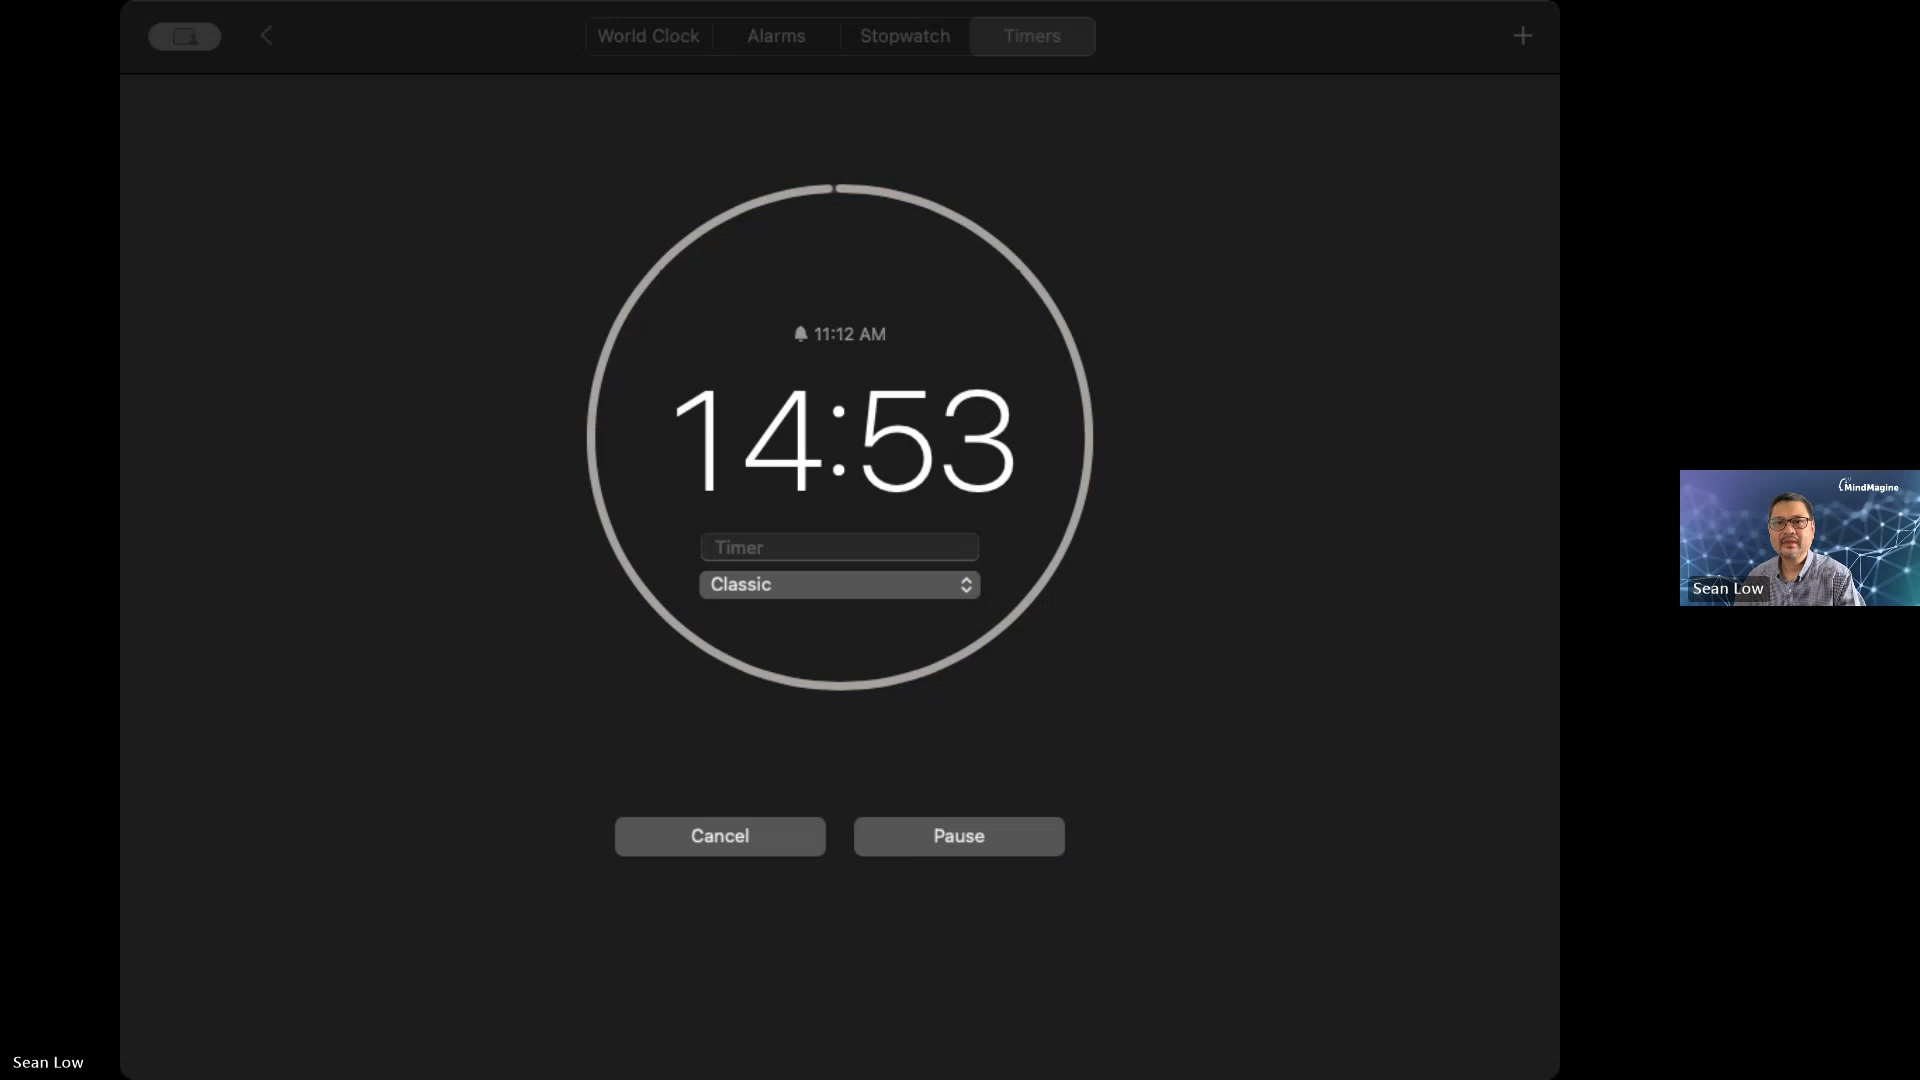 World Clock
Alarms
Stopwatch
Timers
11:12 AM
14:53
Timer
Classic
Cancel
Pause
MindMagine
Sean Low
Sean Low